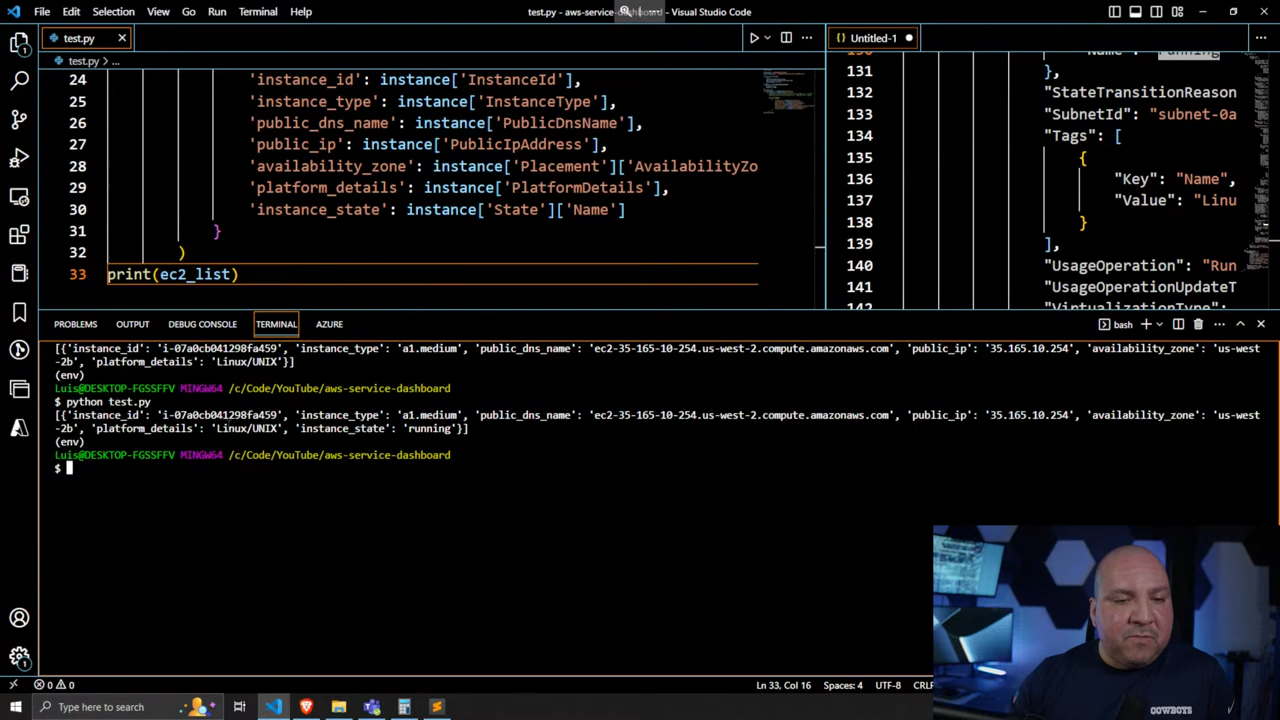 File Edit Selection View Go Run Terminal Help
test.py - aws-service-dashboard - Visual Studio Code
test.py
test.py > ...
24 'instance_id': instance['InstanceId'],
25 'instance_type': instance['InstanceType'],
26 'public_dns_name': instance['PublicDnsName'],
27 'public_ip': instance['PublicIpAddress'],
28 'availability_zone': instance['Placement']['AvailabilityZo
29 'platform_details': instance['PlatformDetails'],
30 'instance_state': instance['State']['Name']
31 }
32 )
33 print(ec2_list)
{} Untitled-1
131 },
132 "StateTransitionReason
133 "SubnetId": "subnet-0a
134 "Tags": [
135 {
136 "Key": "Name",
137 "Value": "Linu
138 }
139 ],
140 "UsageOperation": "Run
141 "UsageOperationUpdateT
PROBLEMS OUTPUT DEBUG CONSOLE TERMINAL AZURE
bash
[{'instance_id': 'i-07a0cb041298fa459', 'instance_type': 'a1.medium', 'public_dns_name': 'ec2-35-165-10-254.us-west-2.compute.amazonaws.com', 'public_ip': '35.165.10.254', 'availability_zone': 'us-west
-2b', 'platform_details': 'Linux/UNIX'}]
(env)
Luis@DESKTOP-FGSSFFV MINGW64 /c/Code/YouTube/aws-service-dashboard
$ python test.py
[{'instance_id': 'i-07a0cb041298fa459', 'instance_type': 'a1.medium', 'public_dns_name': 'ec2-35-165-10-254.us-west-2.compute.amazonaws.com', 'public_ip': '35.165.10.254', 'availability_zone': 'us-west
-2b', 'platform_details': 'Linux/UNIX', 'instance_state': 'running'}]
(env)
Luis@DESKTOP-FGSSFFV MINGW64 /c/Code/YouTube/aws-service-dashboard
$
0 0
Ln 33, Col 16 Spaces: 4 UTF-8 CRLF
Type here to search
COWBOYS